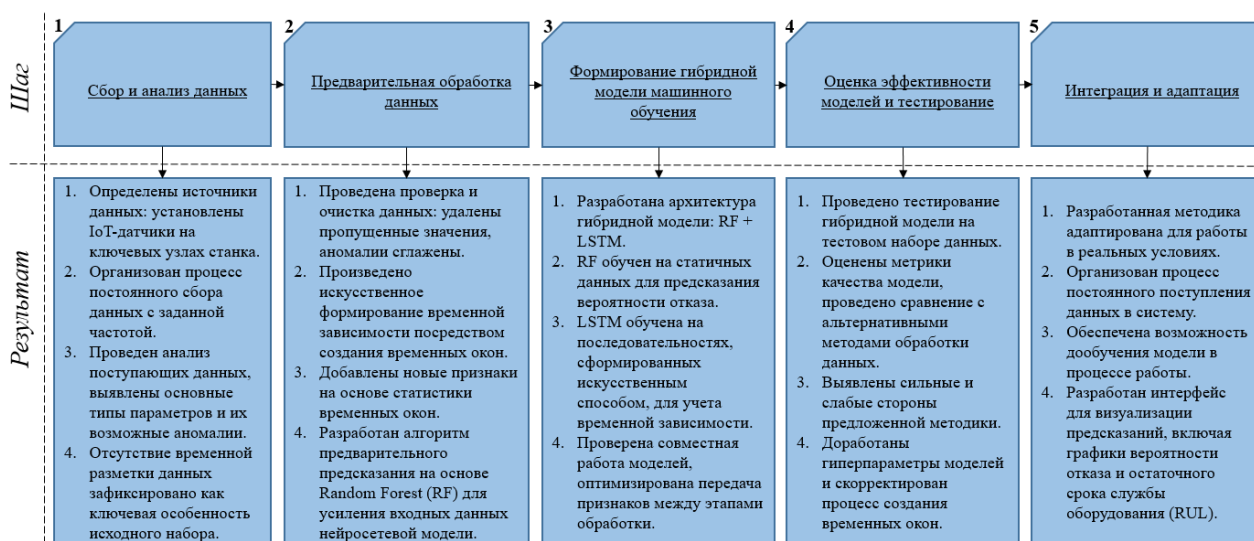 Шаг
1
Сбор и анализ данных
2
Предварительная обработка
данных
3
Формирование гибридной
модели машинного
обучения
4
Оценка эффективности
моделей и тестирование
5
Интеграция и адаптация
Результат
1. Определены источники
данных: установлены
IoT-датчики на
ключевых узлах станка.
2. Организован процесс
постоянного сбора
данных с заданной
частотой.
3. Проведен анализ
поступающих данных,
выявлены основные
типы параметров и их
возможные аномалии.
4. Отсутствие временной
разметки данных
зафиксировано как
ключевая особенность
исходного набора.
1. Проведена проверка и
очистка данных: удалены
пропущенные значения,
аномалии сглажены.
2. Произведено
искусственное
формирование временной
зависимости посредством
создания временных окон.
3. Добавлены новые признаки
на основе статистики
временных окон.
4. Разработан алгоритм
предварительного
предсказания на основе
Random Forest (RF) для
усиления входных данных
нейросетевой модели.
1. Разработана архитектура
гибридной модели: RF +
LSTM.
2. RF обучен на статичных
данных для предсказания
вероятности отказа.
3. LSTM обучена на
последовательностях,
сформированных
искусственным
способом, для учета
временной зависимости.
4. Проверена совместная
работа моделей,
оптимизирована передача
признаков между этапами
обработки.
1. Проведено тестирование
гибридной модели на
тестовом наборе данных.
2. Оценены метрики
качества модели,
проведено сравнение с
альтернативными
методами обработки
данных.
3. Выявлены сильные и
слабые стороны
предложенной методики.
4. Доработаны
гиперпараметры моделей
и скорректирован
процесс создания
временных окон.
1. Разработанная методика
адаптирована для работы
в реальных условиях.
2. Организован процесс
постоянного поступления
данных в систему.
3. Обеспечена возможность
дообучения модели в
процессе работы.
4. Разработан интерфейс
для визуализации
предсказаний, включая
графики вероятности
отказа и остаточного
срока службы
оборудования (RUL).